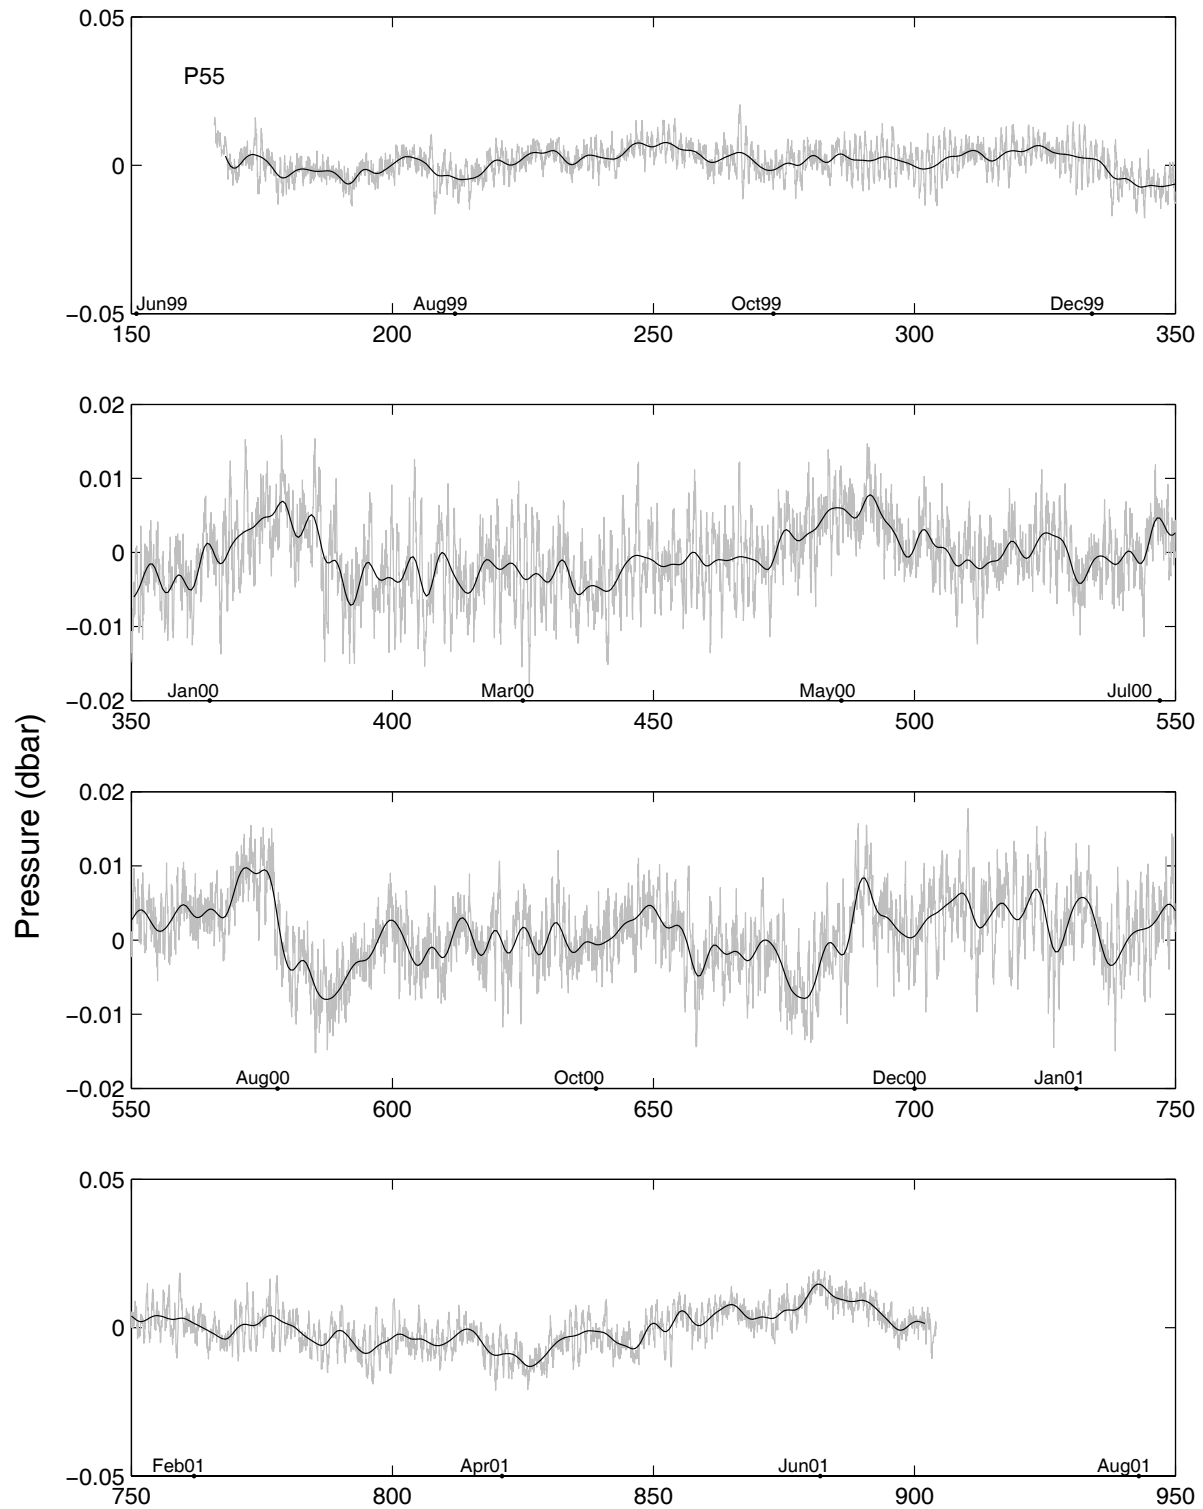 0.05
P55
0
−0.05
Jun99 Aug99 Oct99 Dec99
150 200 250 300 350
0.02
0.01
0
−0.01
−0.02
Jan00 Mar00 May00 Jul00
350 400 450 500 550
Pressure (dbar)
0.02
0.01
0
−0.01
−0.02
Aug00 Oct00 Dec00 Jan01
550 600 650 700 750
0.05
0
−0.05
Feb01 Apr01 Jun01 Aug01
750 800 850 900 950